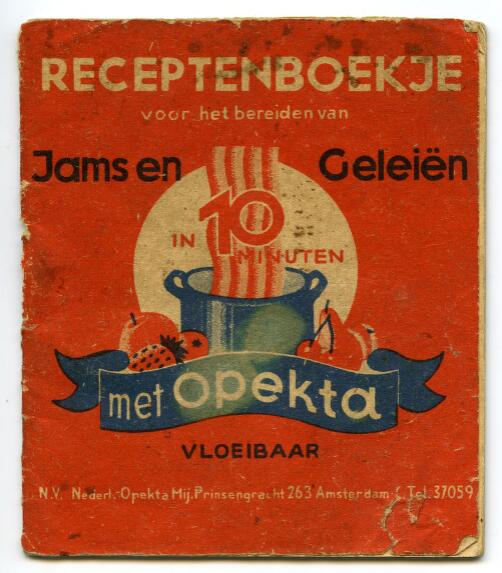 RECEPTENBOEKJE
voor het bereiden van
Jams en Geleiën
IN 10 MINUTEN
met opekta
VLOEIBAAR
N.V. Nederl. Opekta Mij. Prinsengracht 263 Amsterdam C. Tel. 37059